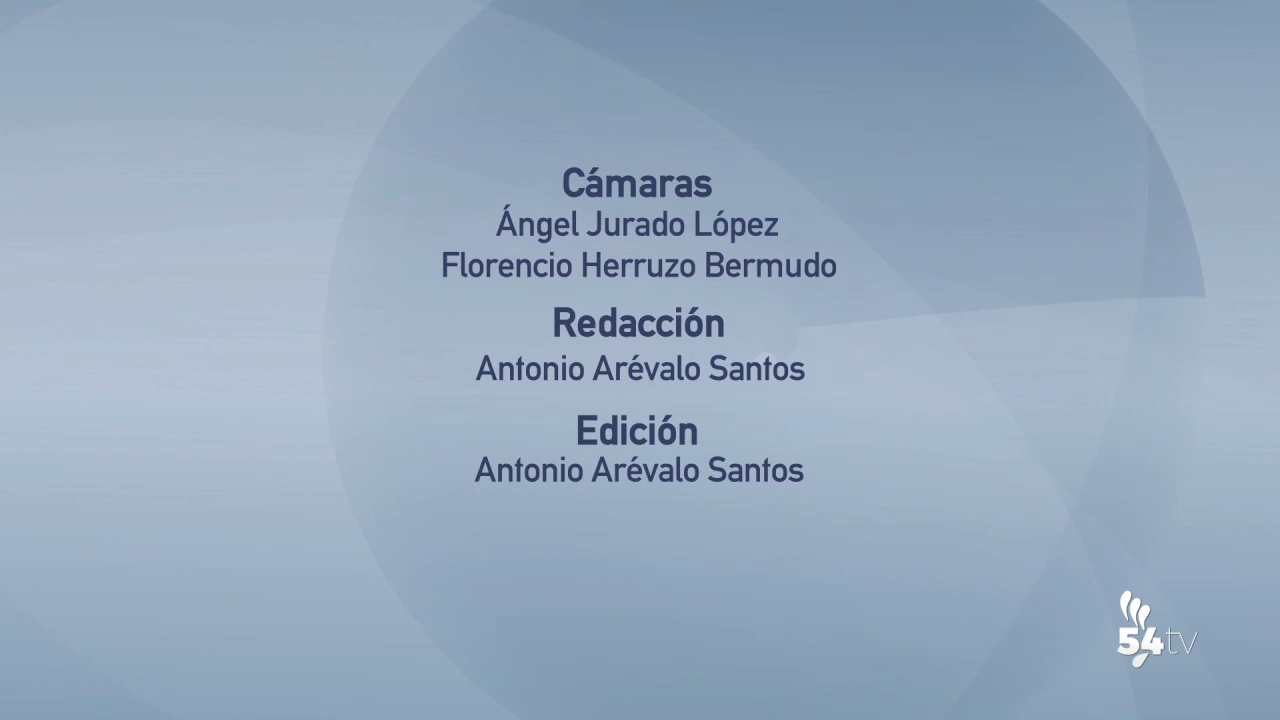 Cámaras
Ángel Jurado López
Florencio Herruzo Bermudo
Redacción
Antonio Arévalo Santos
Edición
Antonio Arévalo Santos
54tv